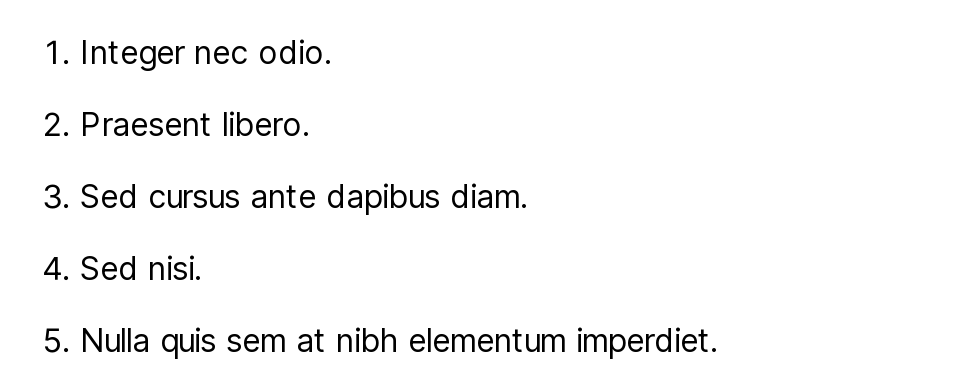 1. Integer nec odio.
2. Praesent libero.
3. Sed cursus ante dapibus diam.
4. Sed nisi.
5. Nulla quis sem at nibh elementum imperdiet.